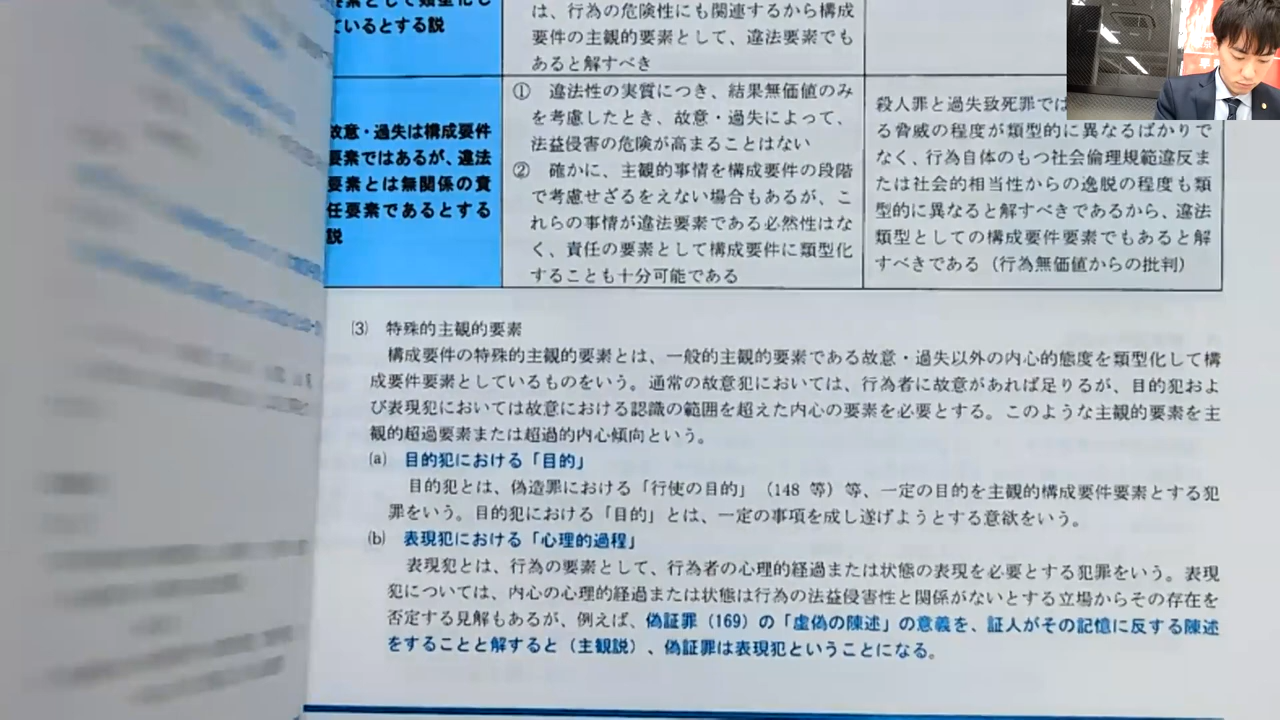 ているとする説
は、行為の危険性にも関連するから構成
要件の主観的要素として、違法要素でも
あると解すべき
故意・過失は構成要件
要素ではあるが、違法
要素とは無関係の責
任要素であるとする
説
① 違法性の実質につき、結果無価値のみ
を考慮したとき、故意・過失によって、
法益侵害の危険が高まることはない
② 確かに、主観的事情を構成要件の段階
で考慮せざるをえない場合もあるが、こ
れらの事情が違法要素である必然性はな
く、責任の要素として構成要件に類型化
することも十分可能である
殺人罪と過失致死罪では
る脅威の程度が類型的に異なるばかりで
なく、行為自体のもつ社会倫理規範違反ま
たは社会的相当性からの逸脱の程度も類
型的に異なると解すべきであるから、違法
類型としての構成要件要素でもあると解
すべきである（行為無価値からの批判）
⑶ 特殊的主観的要素
構成要件の特殊的主観的要素とは、一般的主観的要素である故意・過失以外の内心的態度を類型化して構
成要件要素としているものをいう。通常の故意犯においては、行為者に故意があれば足りるが、目的犯およ
び表現犯においては故意における認識の範囲を超えた内心の要素を必要とする。このような主観的要素を主
観的超過要素または超過的内心傾向という。
⒜ 目的犯における「目的」
目的犯とは、偽造罪における「行使の目的」（148 等）等、一定の目的を主観的構成要件要素とする犯
罪をいう。目的犯における「目的」とは、一定の事項を成し遂げようとする意欲をいう。
⒝ 表現犯における「心理的過程」
表現犯とは、行為の要素として、行為者の心理的経過または状態の表現を必要とする犯罪をいう。表現
犯については、内心の心理的経過または状態は行為の法益侵害性と関係がないとする立場からその存在を
否定する見解もあるが、例えば、偽証罪（169）の「虚偽の陳述」の意義を、証人がその記憶に反する陳述
をすることと解すると（主観説）、偽証罪は表現犯ということになる。